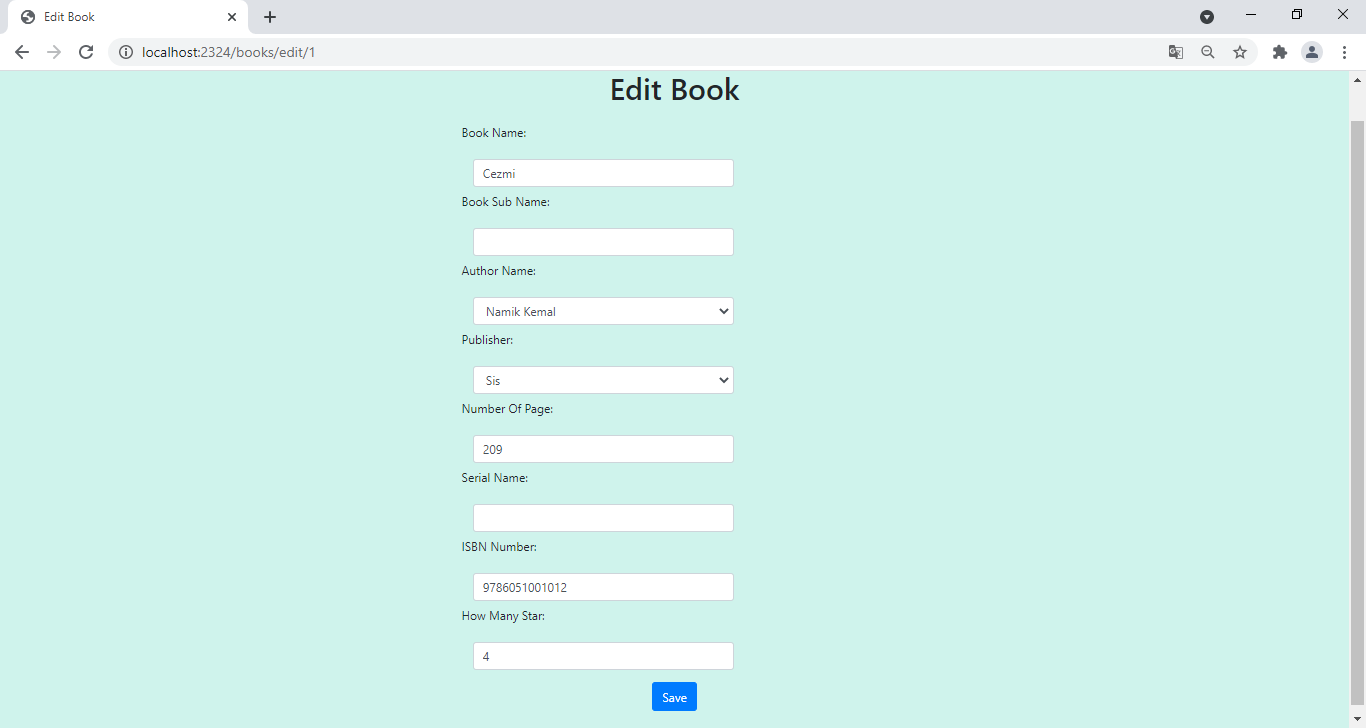 Edit Book
localhost:2324/books/edit/1
Edit Book
Book Name:
Cezmi
Book Sub Name:
Author Name:
Namik Kemal
Publisher:
Sis
Number Of Page:
209
Serial Name:
ISBN Number:
9786051001012
How Many Star:
4
Save